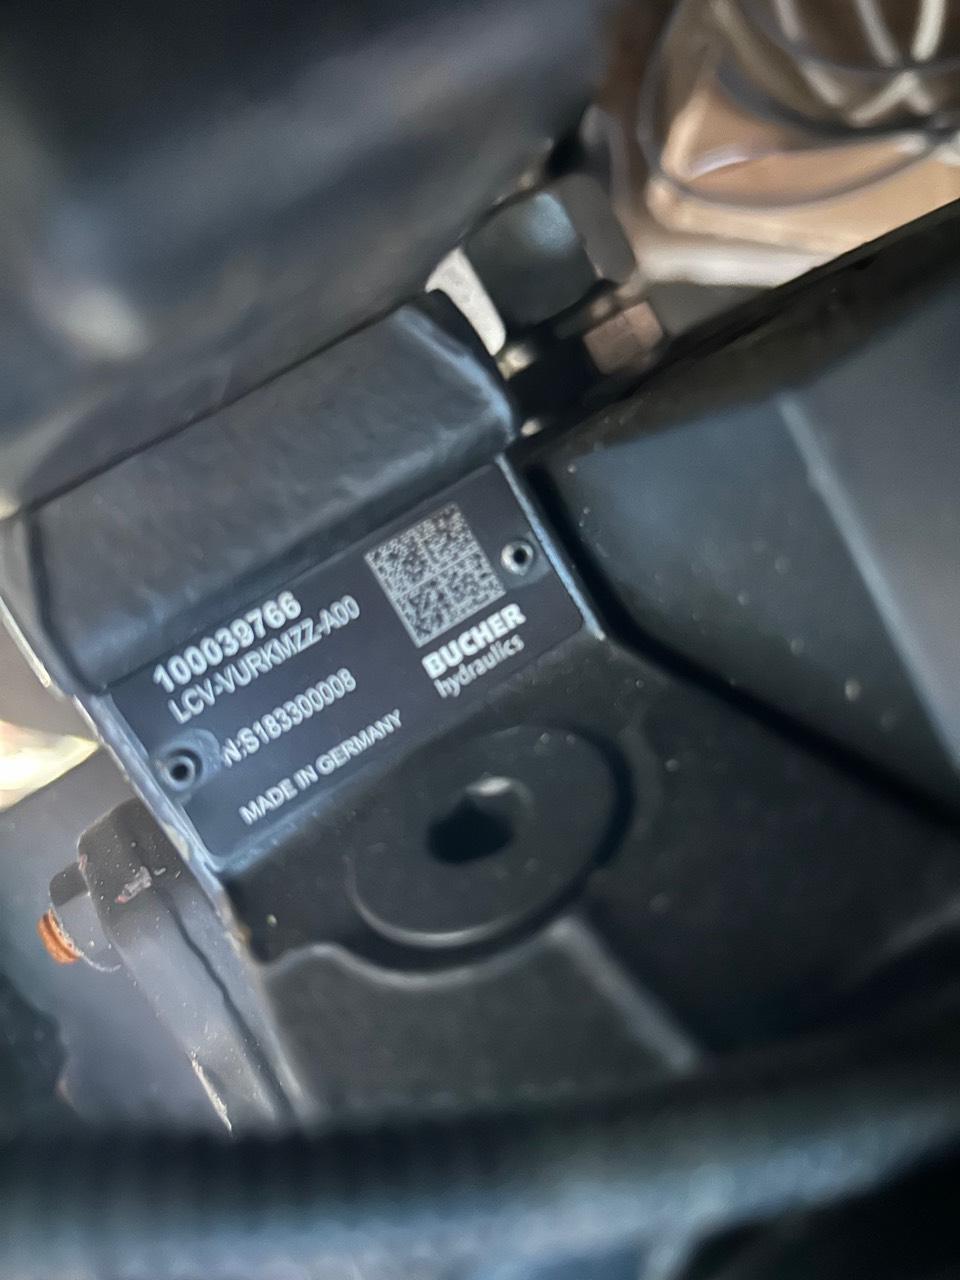 100039766
LCV-VURKMZZ-A00
N:S183300008
MADE IN GERMANY
BUCHER
hydraulics